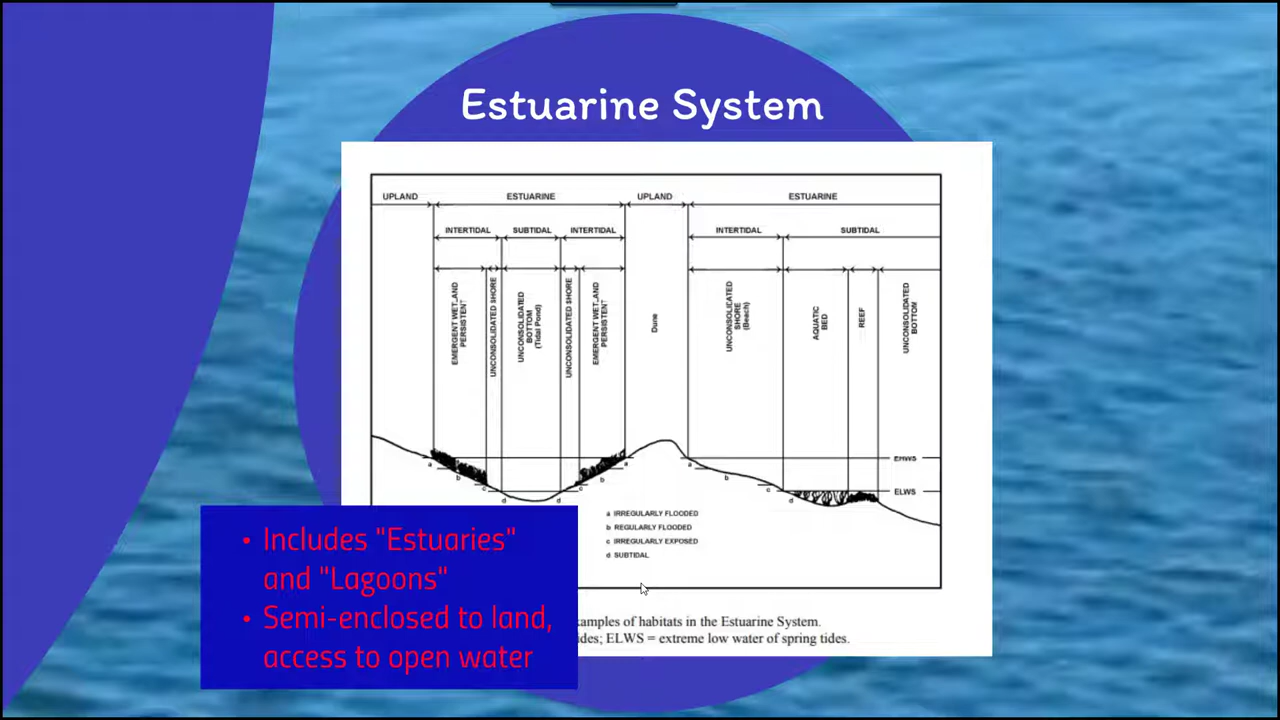 Estuarine System
UPLAND
ESTUARINE
UPLAND
ESTUARINE
INTERTIDAL
SUBTIDAL
INTERTIDAL
INTERTIDAL
SUBTIDAL
EMERGENT WETLAND
PERSISTENT
UNCONSOLIDATED SHORE
UNCONSOLIDATED
BOTTOM
(Tidal Pond)
UNCONSOLIDATED SHORE
EMERGENT WETLAND
PERSISTENT
Dune
UNCONSOLIDATED
SHORE
(Beach)
AQUATIC
BED
REEF
UNCONSOLIDATED
BOTTOM
EHWS
ELWS
a
b
c
d
d
c
b
a
a
b
c
d
a IRREGULARLY FLOODED
b REGULARLY FLOODED
c IRREGULARLY EXPOSED
d SUBTIDAL
• Includes "Estuaries"
and "Lagoons"
• Semi-enclosed to land,
access to open water
xamples of habitats in the Estuarine System.
ides; ELWS = extreme low water of spring tides.